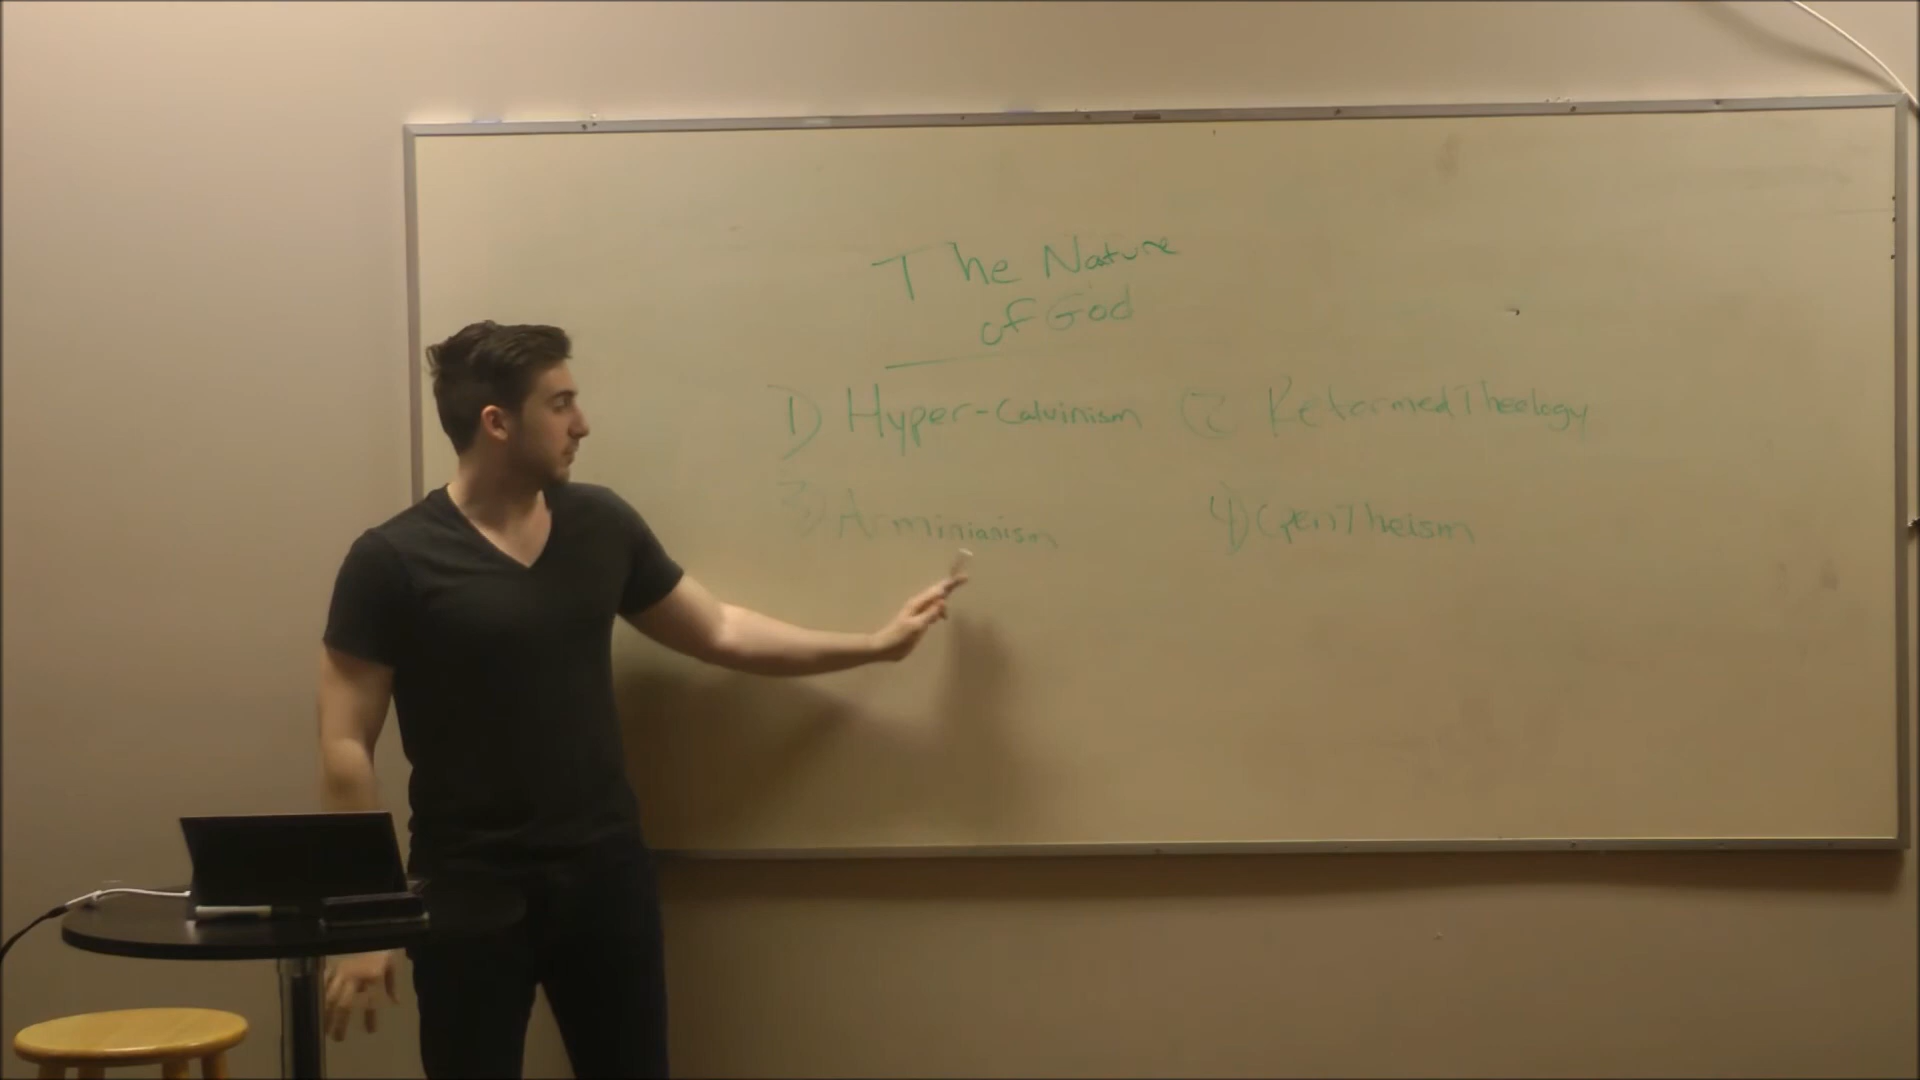 The Nature
of God
1) Hyper-Calvinism 2 Reformed Theology
3) Arminianism 4) Open Theism